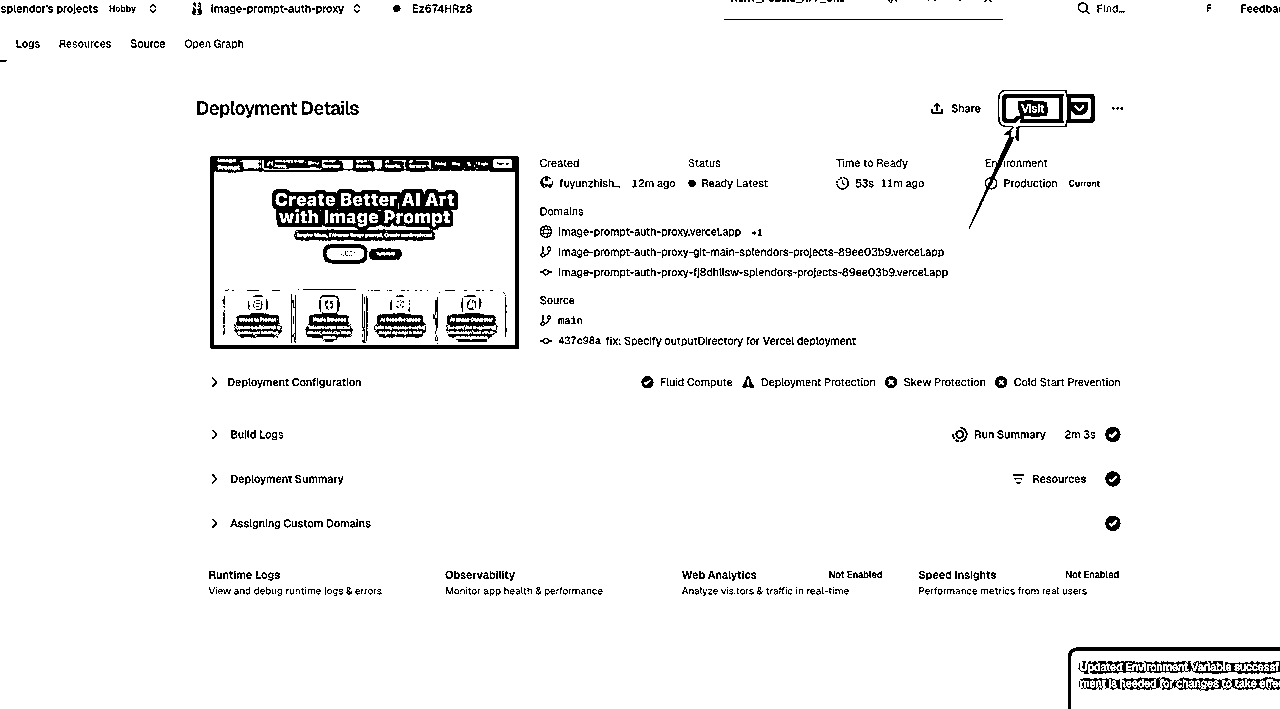 splendor's projects Hobby image-prompt-auth-proxy Ez674HRz8 Find... F
Logs Resources Source Open Graph
Deployment Details
Share Visit
Create Better AI Art
with Image Prompt
Created Status Time to Ready Environment
fuyunzhish... 12m ago Ready Latest 53s 11m ago Production Current
Domains
image-prompt-auth-proxy.vercel.app +1
image-prompt-auth-proxy-git-main-splendors-projects-89ee03b9.vercel.app
image-prompt-auth-proxy-fj8dhllsw-splendors-projects-89ee03b9.vercel.app
Source
main
437c98a fix: Specify outputDirectory for Vercel deployment
Deployment Configuration Fluid Compute Deployment Protection Skew Protection Cold Start Prevention
Build Logs Run Summary 2m 3s
Deployment Summary Resources
Assigning Custom Domains
Runtime Logs Observability Web Analytics Not Enabled Speed Insights Not Enabled
View and debug runtime logs & errors Monitor app health & performance Analyze visitors & traffic in real-time Performance metrics from real users
Updated Environment Variable successf
ment is needed for changes to take effe